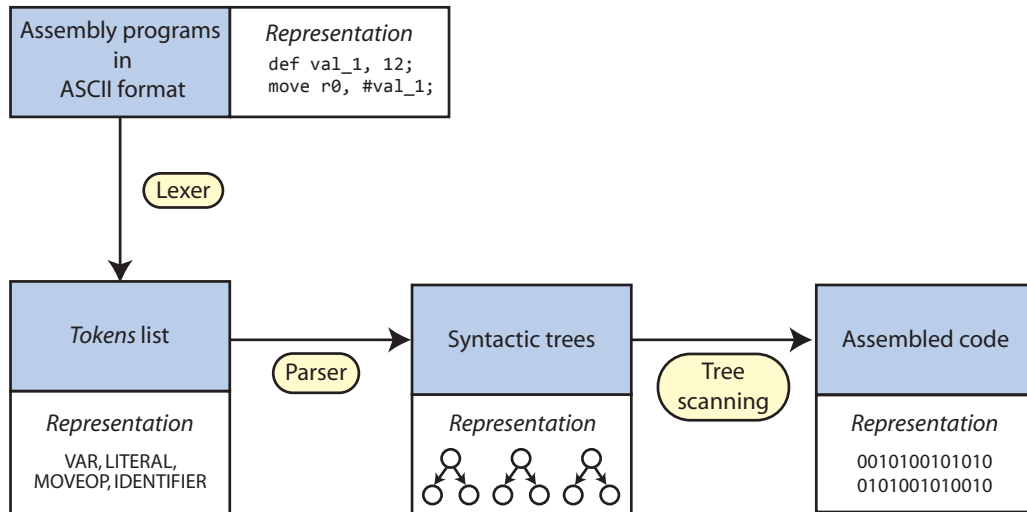 Assembly programs
in
ASCII format
Representation
def val_1, 12;
move r0, #val_1;
Lexer
Tokens list
Representation
VAR, LITERAL,
MOVEOP, IDENTIFIER
Parser
Syntactic trees
Representation
Tree
scanning
Assembled code
Representation
0010100101010
0101001010010